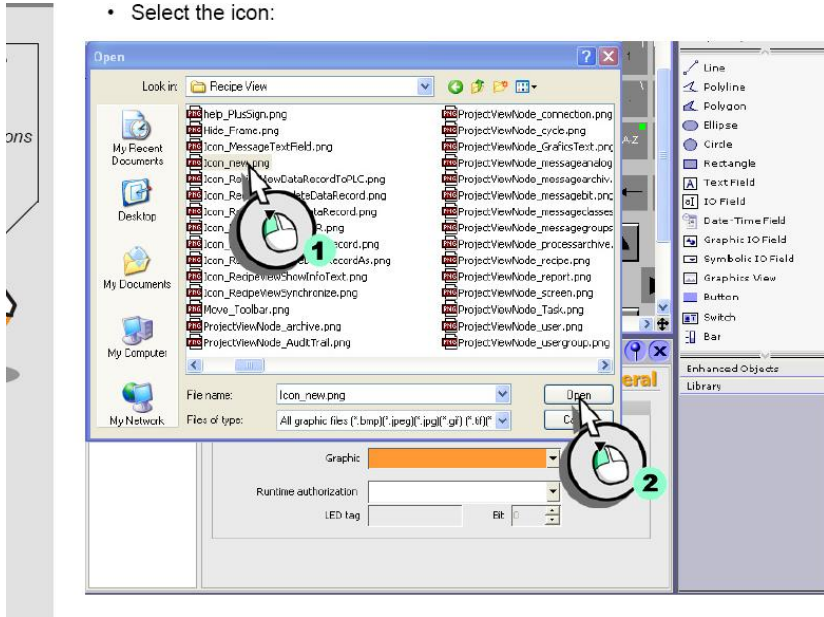 • Select the icon:
ons
Open
Look in:
Recipe View
My Recent
Documents
Desktop
My Documents
My Computer
My Network
help_PlusSign.png
Hide_Frame.png
Icon_MessageTextField.png
Icon_new.png
Icon_RecipeViewShowInfoText.png
Icon_RecipeViewSynchronize.png
Move_Toolbar.png
ProjectViewNode_archive.png
ProjectViewNode_AuditTrail.png
ProjectViewNode_connection.png
ProjectViewNode_cycle.png
ProjectViewNode_GraficsText.png
ProjectViewNode_messageanalog
ProjectViewNode_messagearchiv.
ProjectViewNode_messagebit.png
ProjectViewNode_messageclasses
ProjectViewNode_messagegroups
ProjectViewNode_processarchive.
ProjectViewNode_recipe.png
ProjectViewNode_report.png
ProjectViewNode_screen.png
ProjectViewNode_Task.png
ProjectViewNode_user.png
ProjectViewNode_usergroup.png
1
File name:
Icon_new.png
Open
Files of type:
All graphic files (*.bmp)(*.jpeg)(*.jpg)(*.gif) (*.tif)(*
2
eral
Graphic
Runtime authorization
LED tag
Bit 0
Line
Polyline
Polygon
Ellipse
Circle
Rectangle
Text Field
IO Field
Date-Time Field
Graphic IO Field
Symbolic IO Field
Graphics View
Button
Switch
Bar
Enhanced Objects
Library